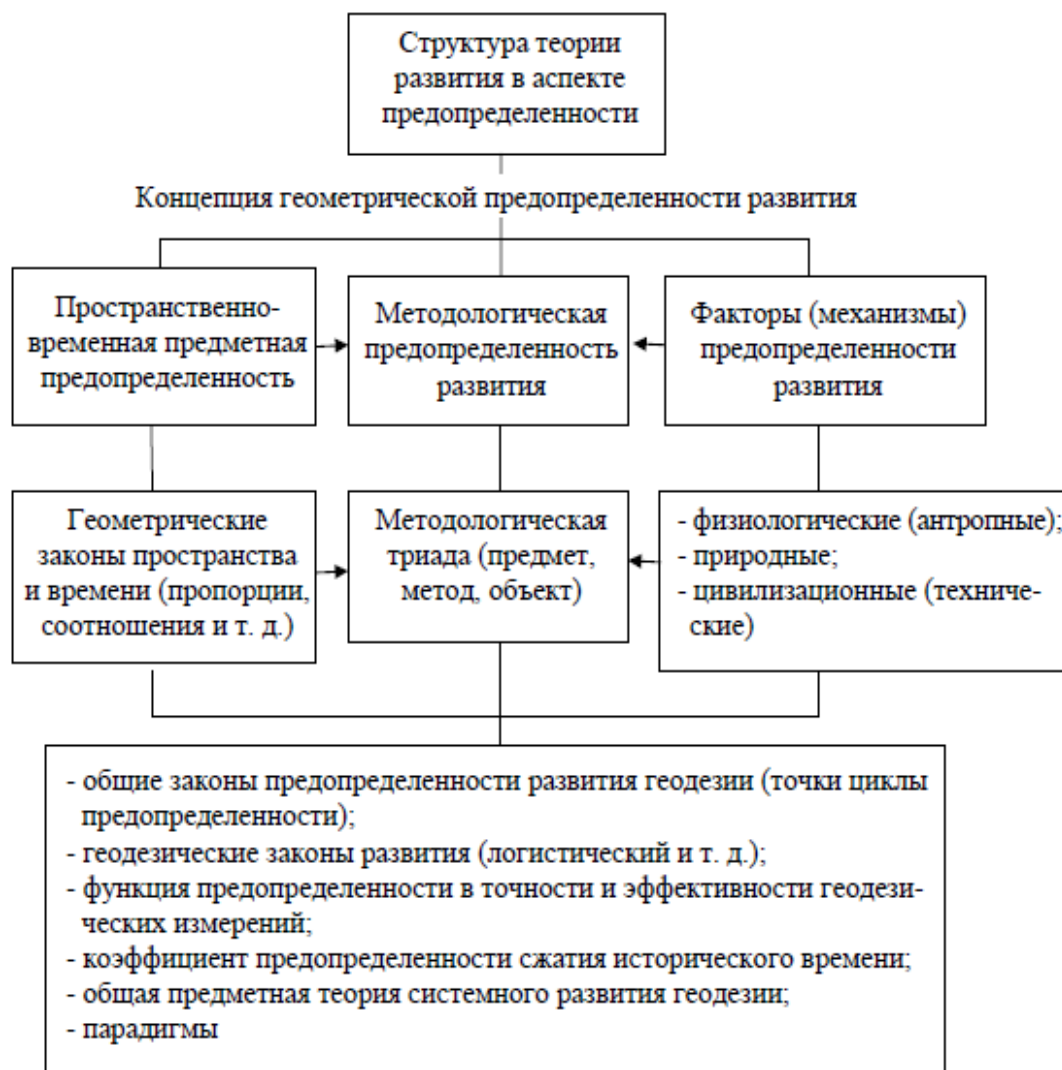 Структура теории
развития в аспекте
предопределенности
Концепция геометрической предопределенности развития
Пространственно-
временная предметная
предопределенность
Методологическая
предопределенность
развития
Факторы (механизмы)
предопределенности
развития
Геометрические
законы пространства
и времени (пропорции,
соотношения и т. д.)
Методологическая
триада (предмет,
метод, объект)
- физиологические (антропные);
- природные;
- цивилизационные (техниче-
ские)
- общие законы предопределенности развития геодезии (точки циклы
предопределенности);
- геодезические законы развития (логистический и т. д.);
- функция предопределенности в точности и эффективности геодези-
ческих измерений;
- коэффициент предопределенности сжатия исторического времени;
- общая предметная теория системного развития геодезии;
- парадигмы